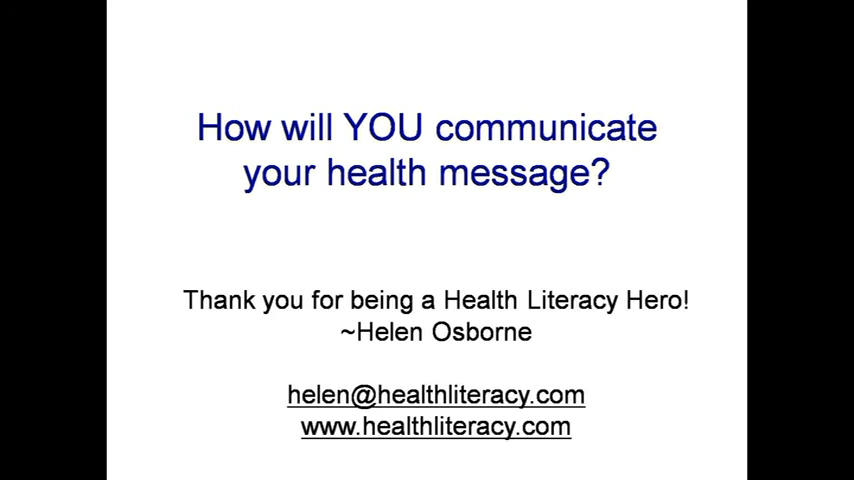 How will YOU communicate
your health message?
Thank you for being a Health Literacy Hero!
~Helen Osborne
helen@healthliteracy.com
www.healthliteracy.com